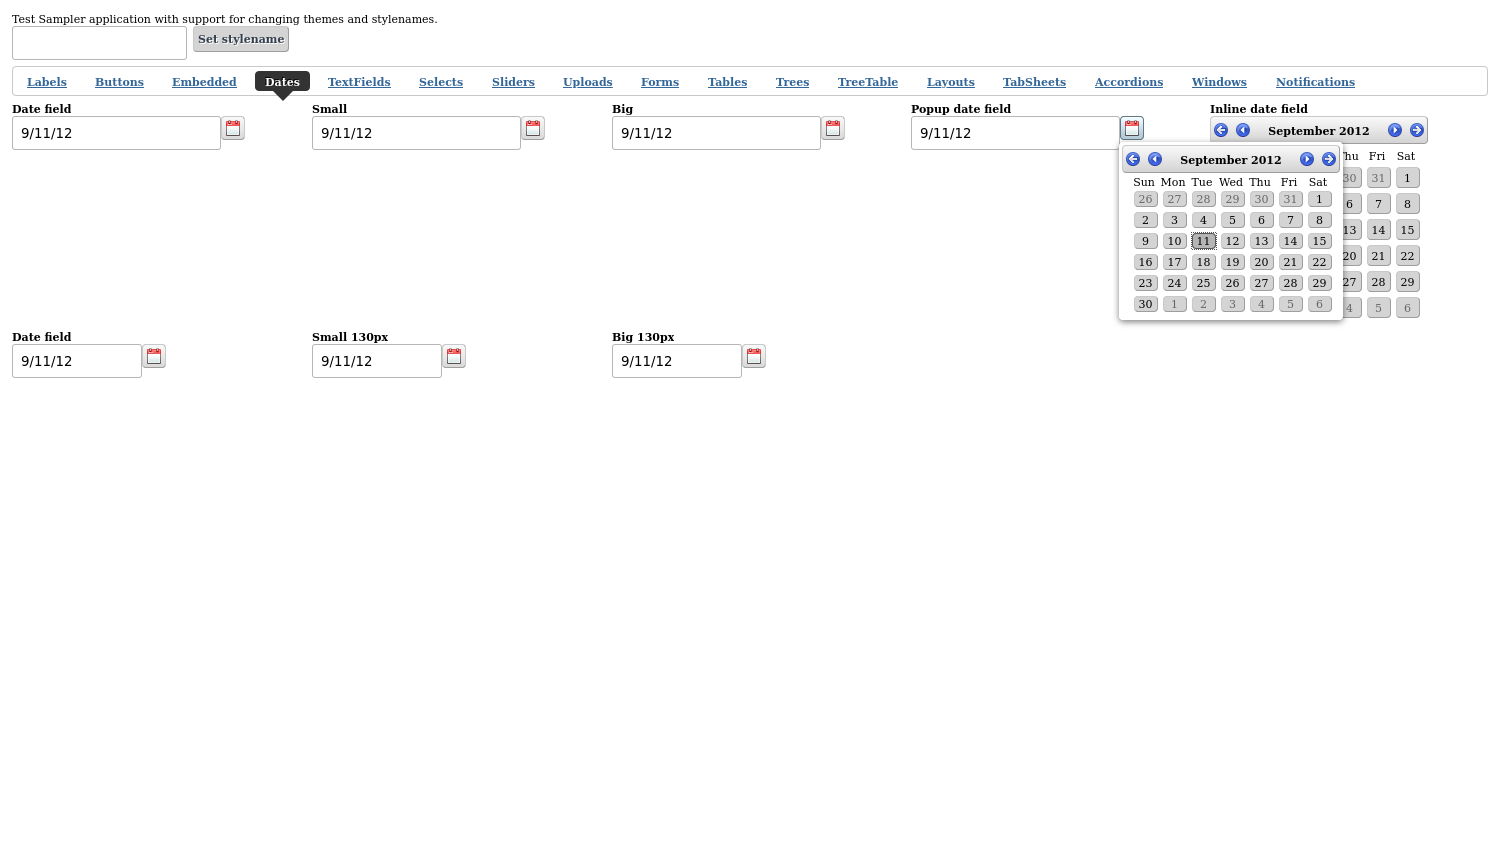 Test Sampler application with support for changing themes and stylenames.
Set stylename
Labels Buttons Embedded Dates TextFields Selects Sliders Uploads Forms Tables Trees TreeTable Layouts TabSheets Accordions Windows Notifications
Date field Small Big Popup date field Inline date field
9/11/12 9/11/12 9/11/12 9/11/12 September 2012
September 2012
Sun Mon Tue Wed Thu Fri Sat
26 27 28 29 30 31 1
2 3 4 5 6 7 8
9 10 11 12 13 14 15
16 17 18 19 20 21 22
23 24 25 26 27 28 29
30 1 2 3 4 5 6
hu Fri Sat
30 31 1
6 7 8
13 14 15
20 21 22
27 28 29
4 5 6
Date field Small 130px Big 130px
9/11/12 9/11/12 9/11/12